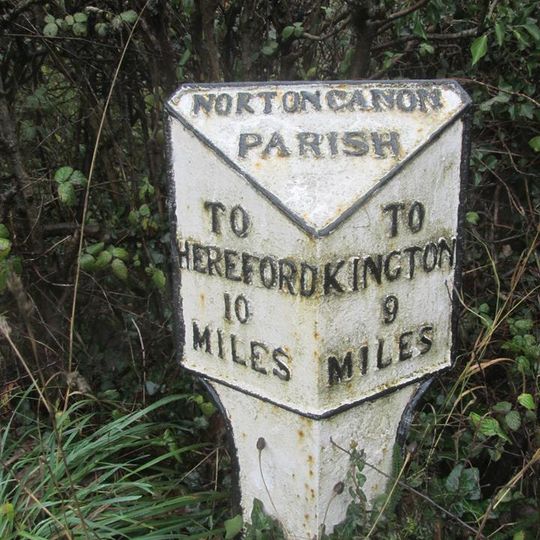 NORTON CANON
PARISH
TO
HEREFORD
10
MILES
TO
KINGTON
9
MILES